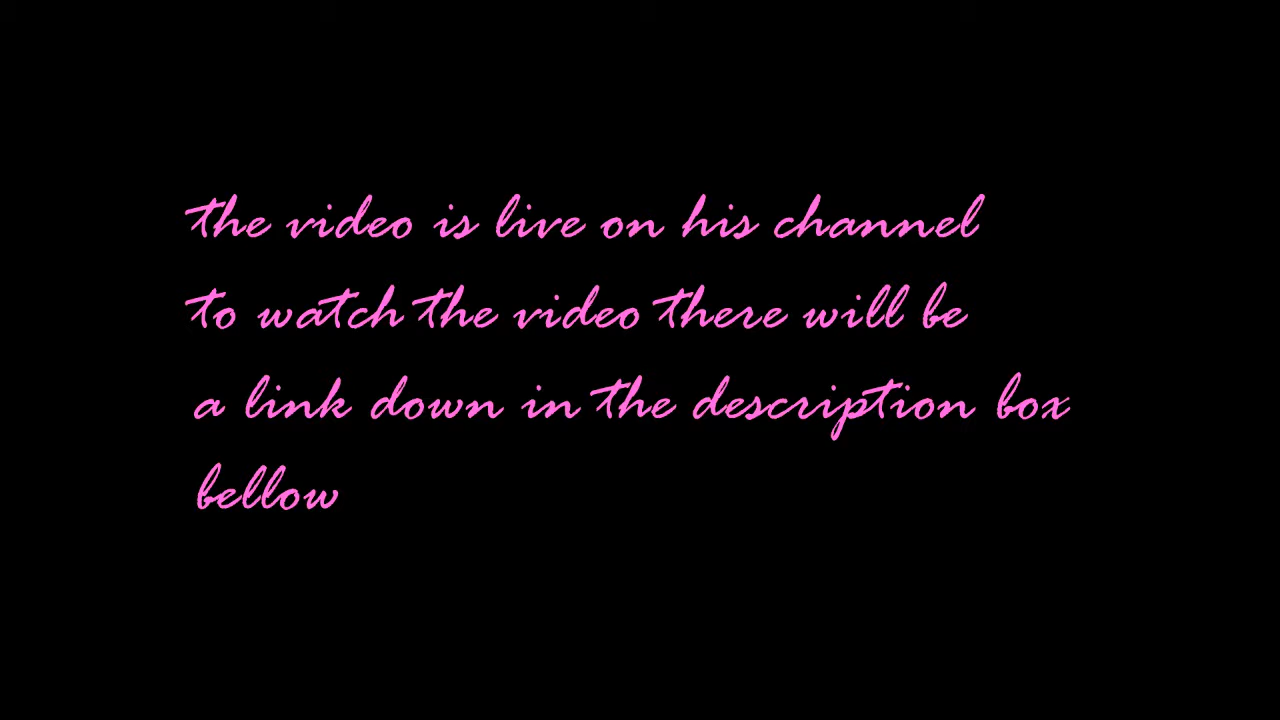 the video is live on his channel
to watch the video there will be
a link down in the description box
bellow